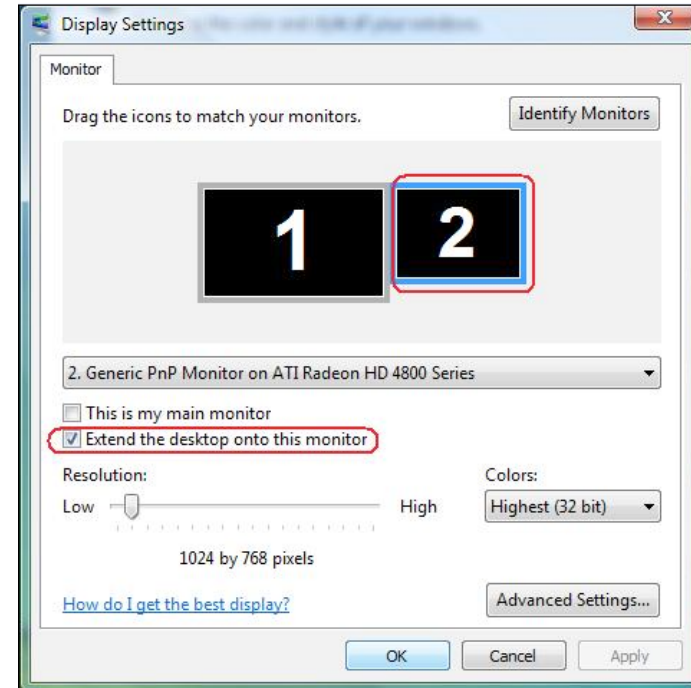 Display Settings
Monitor
Drag the icons to match your monitors.
Identify Monitors
1
2
2. Generic PnP Monitor on ATI Radeon HD 4800 Series
This is my main monitor
Extend the desktop onto this monitor
Resolution:
Colors:
Low
High
Highest (32 bit)
1024 by 768 pixels
How do I get the best display?
Advanced Settings...
OK
Cancel
Apply